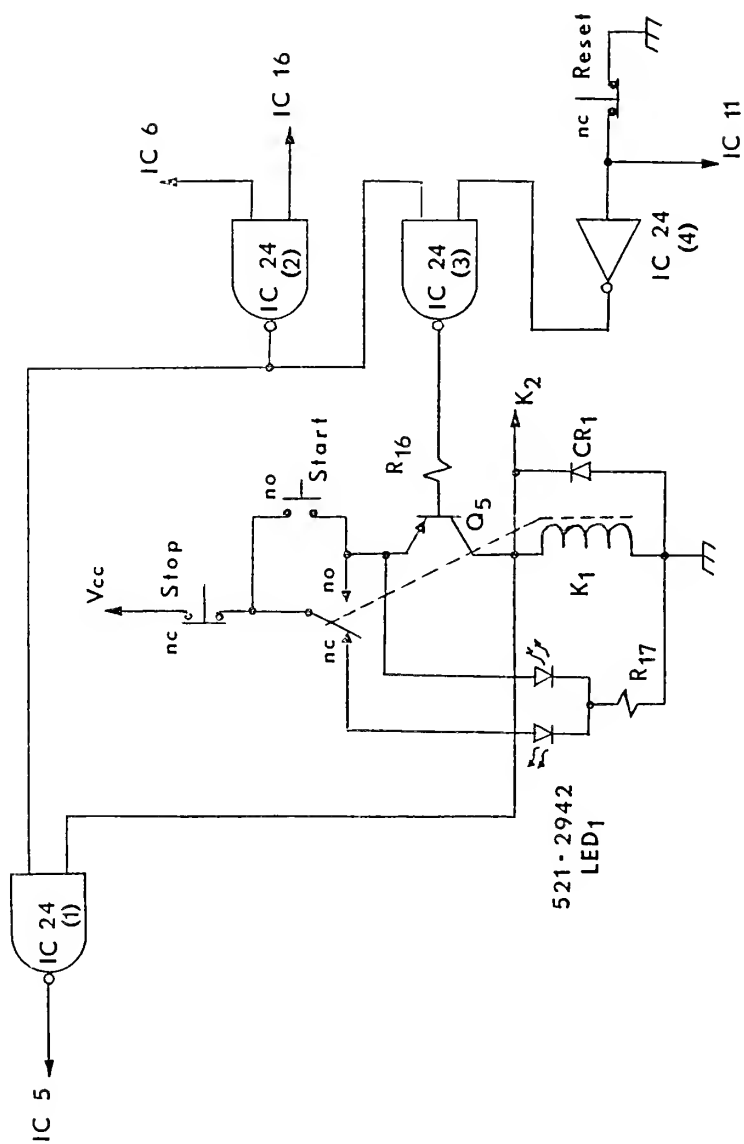 IC 5
IC 24
(1)
IC 6
IC 16
IC 24
(2)
Vcc
nc
Stop
no
Start
nc
no
R16
Q5
IC 24
(3)
K2
CR1
K1
R17
521-2942
LED1
nc
Reset
IC 24
(4)
IC 11